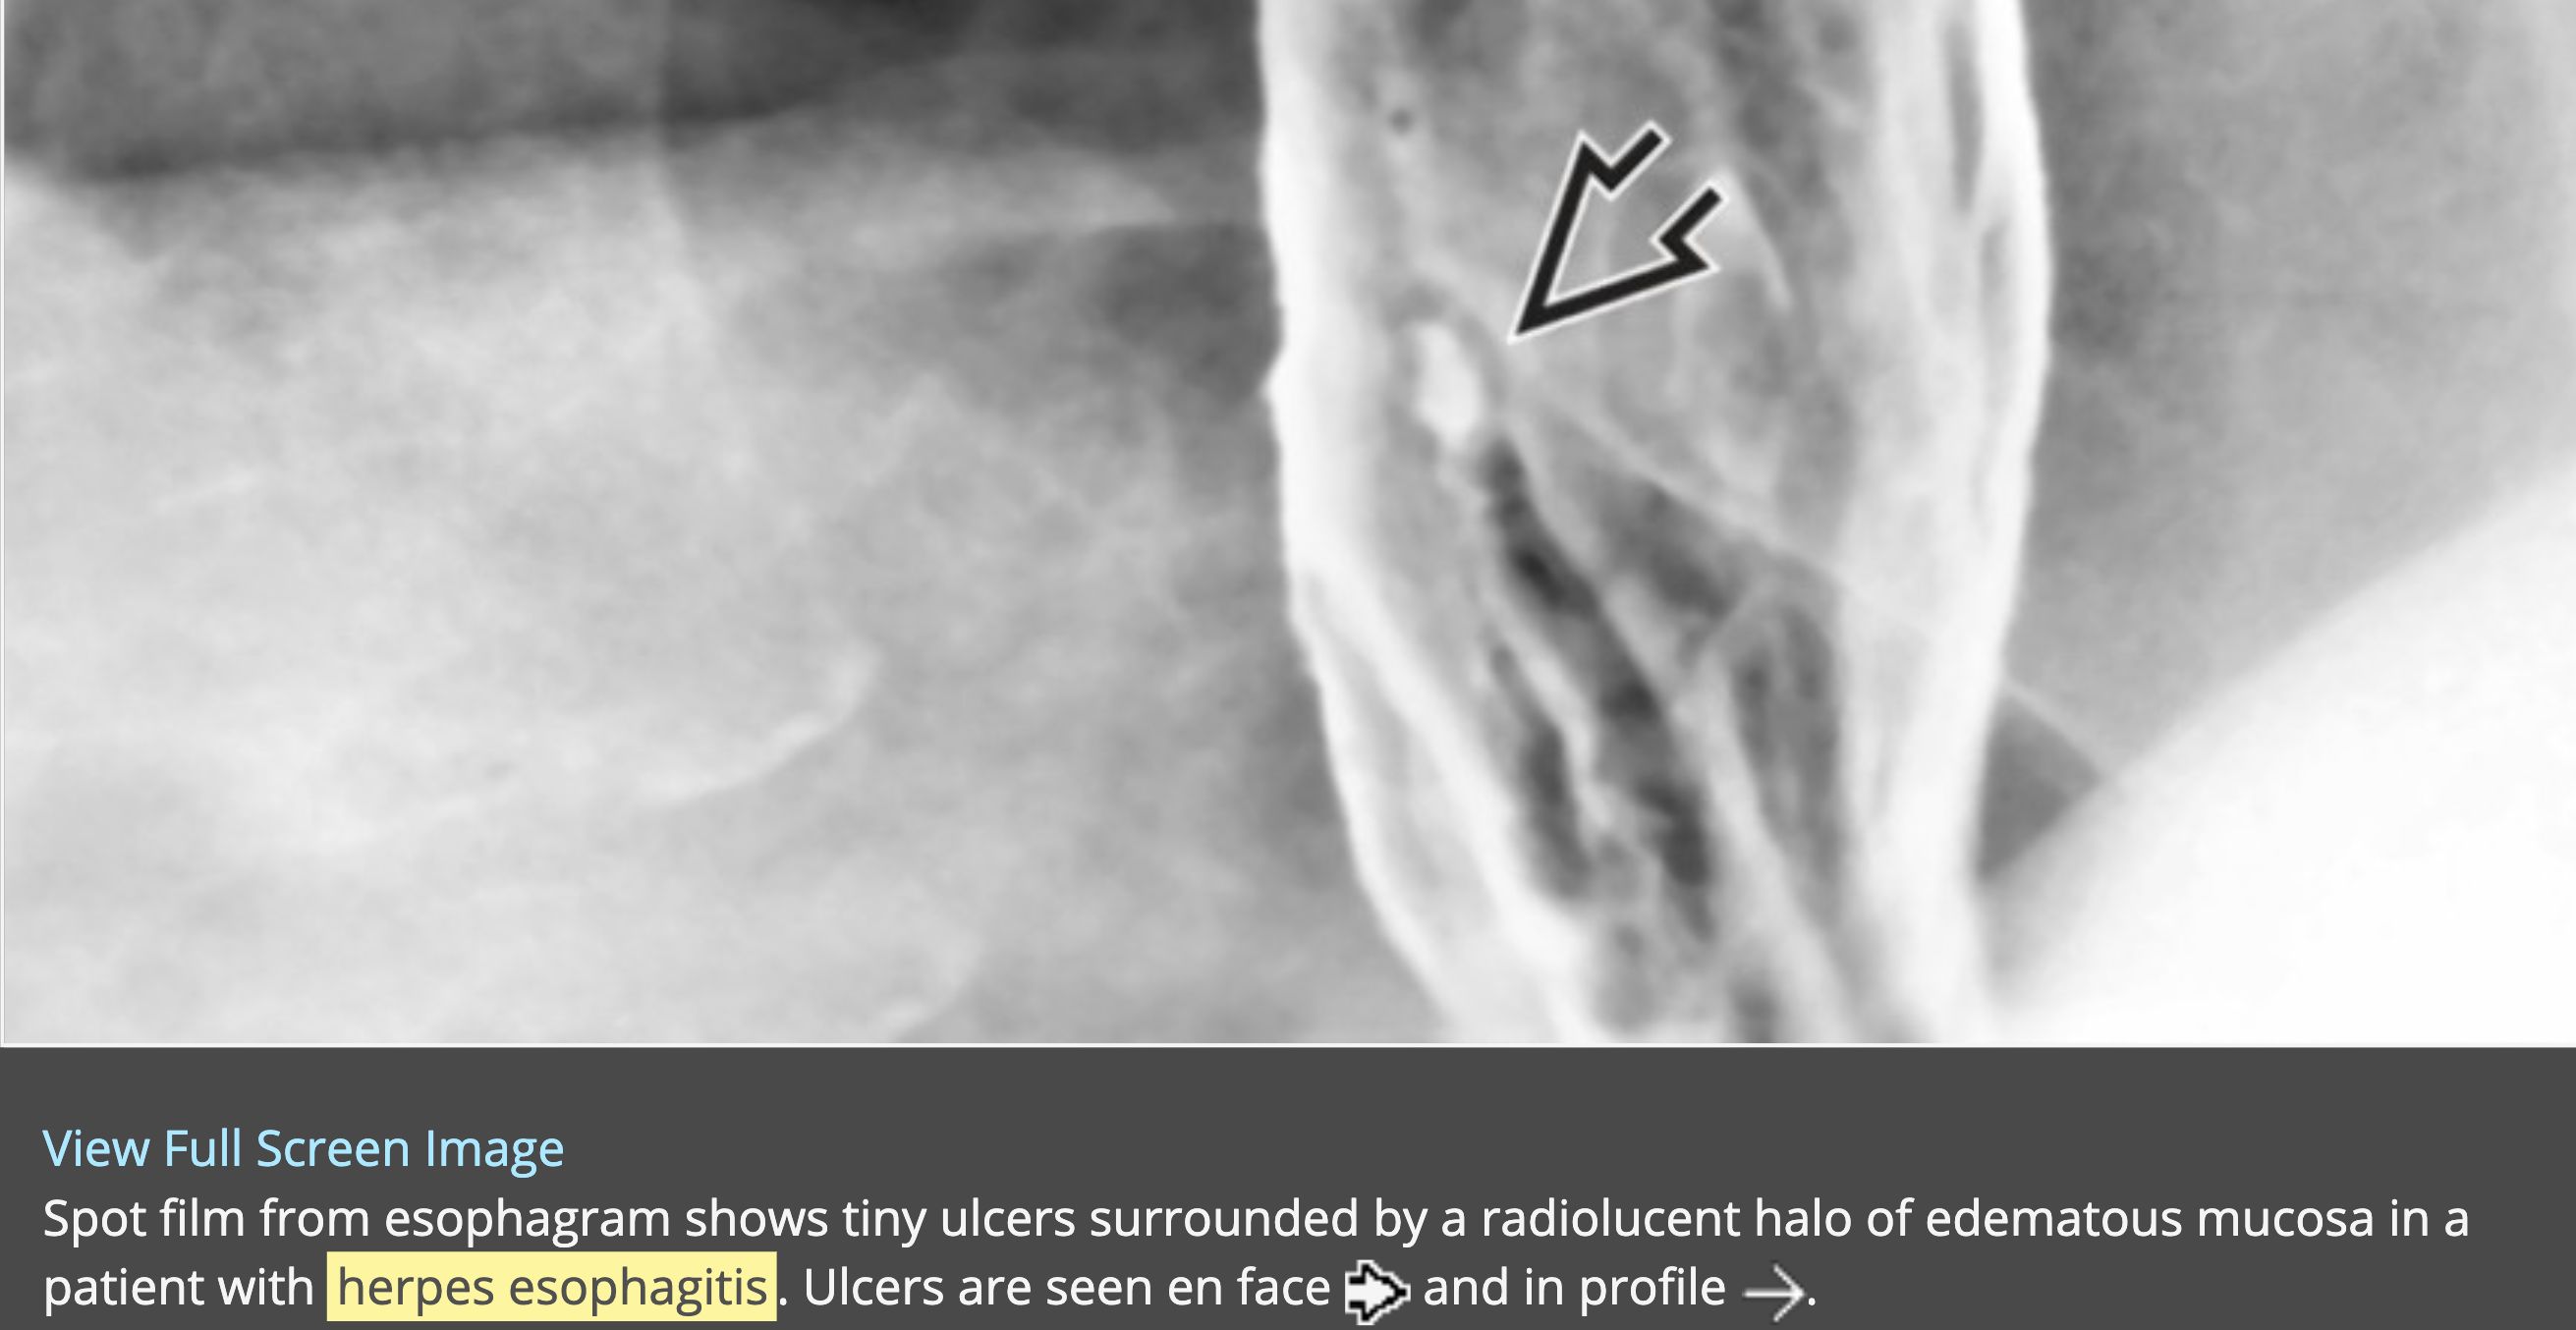 View Full Screen Image
Spot film from esophagram shows tiny ulcers surrounded by a radiolucent halo of edematous mucosa in a
patient with herpes esophagitis. Ulcers are seen en face and in profile .